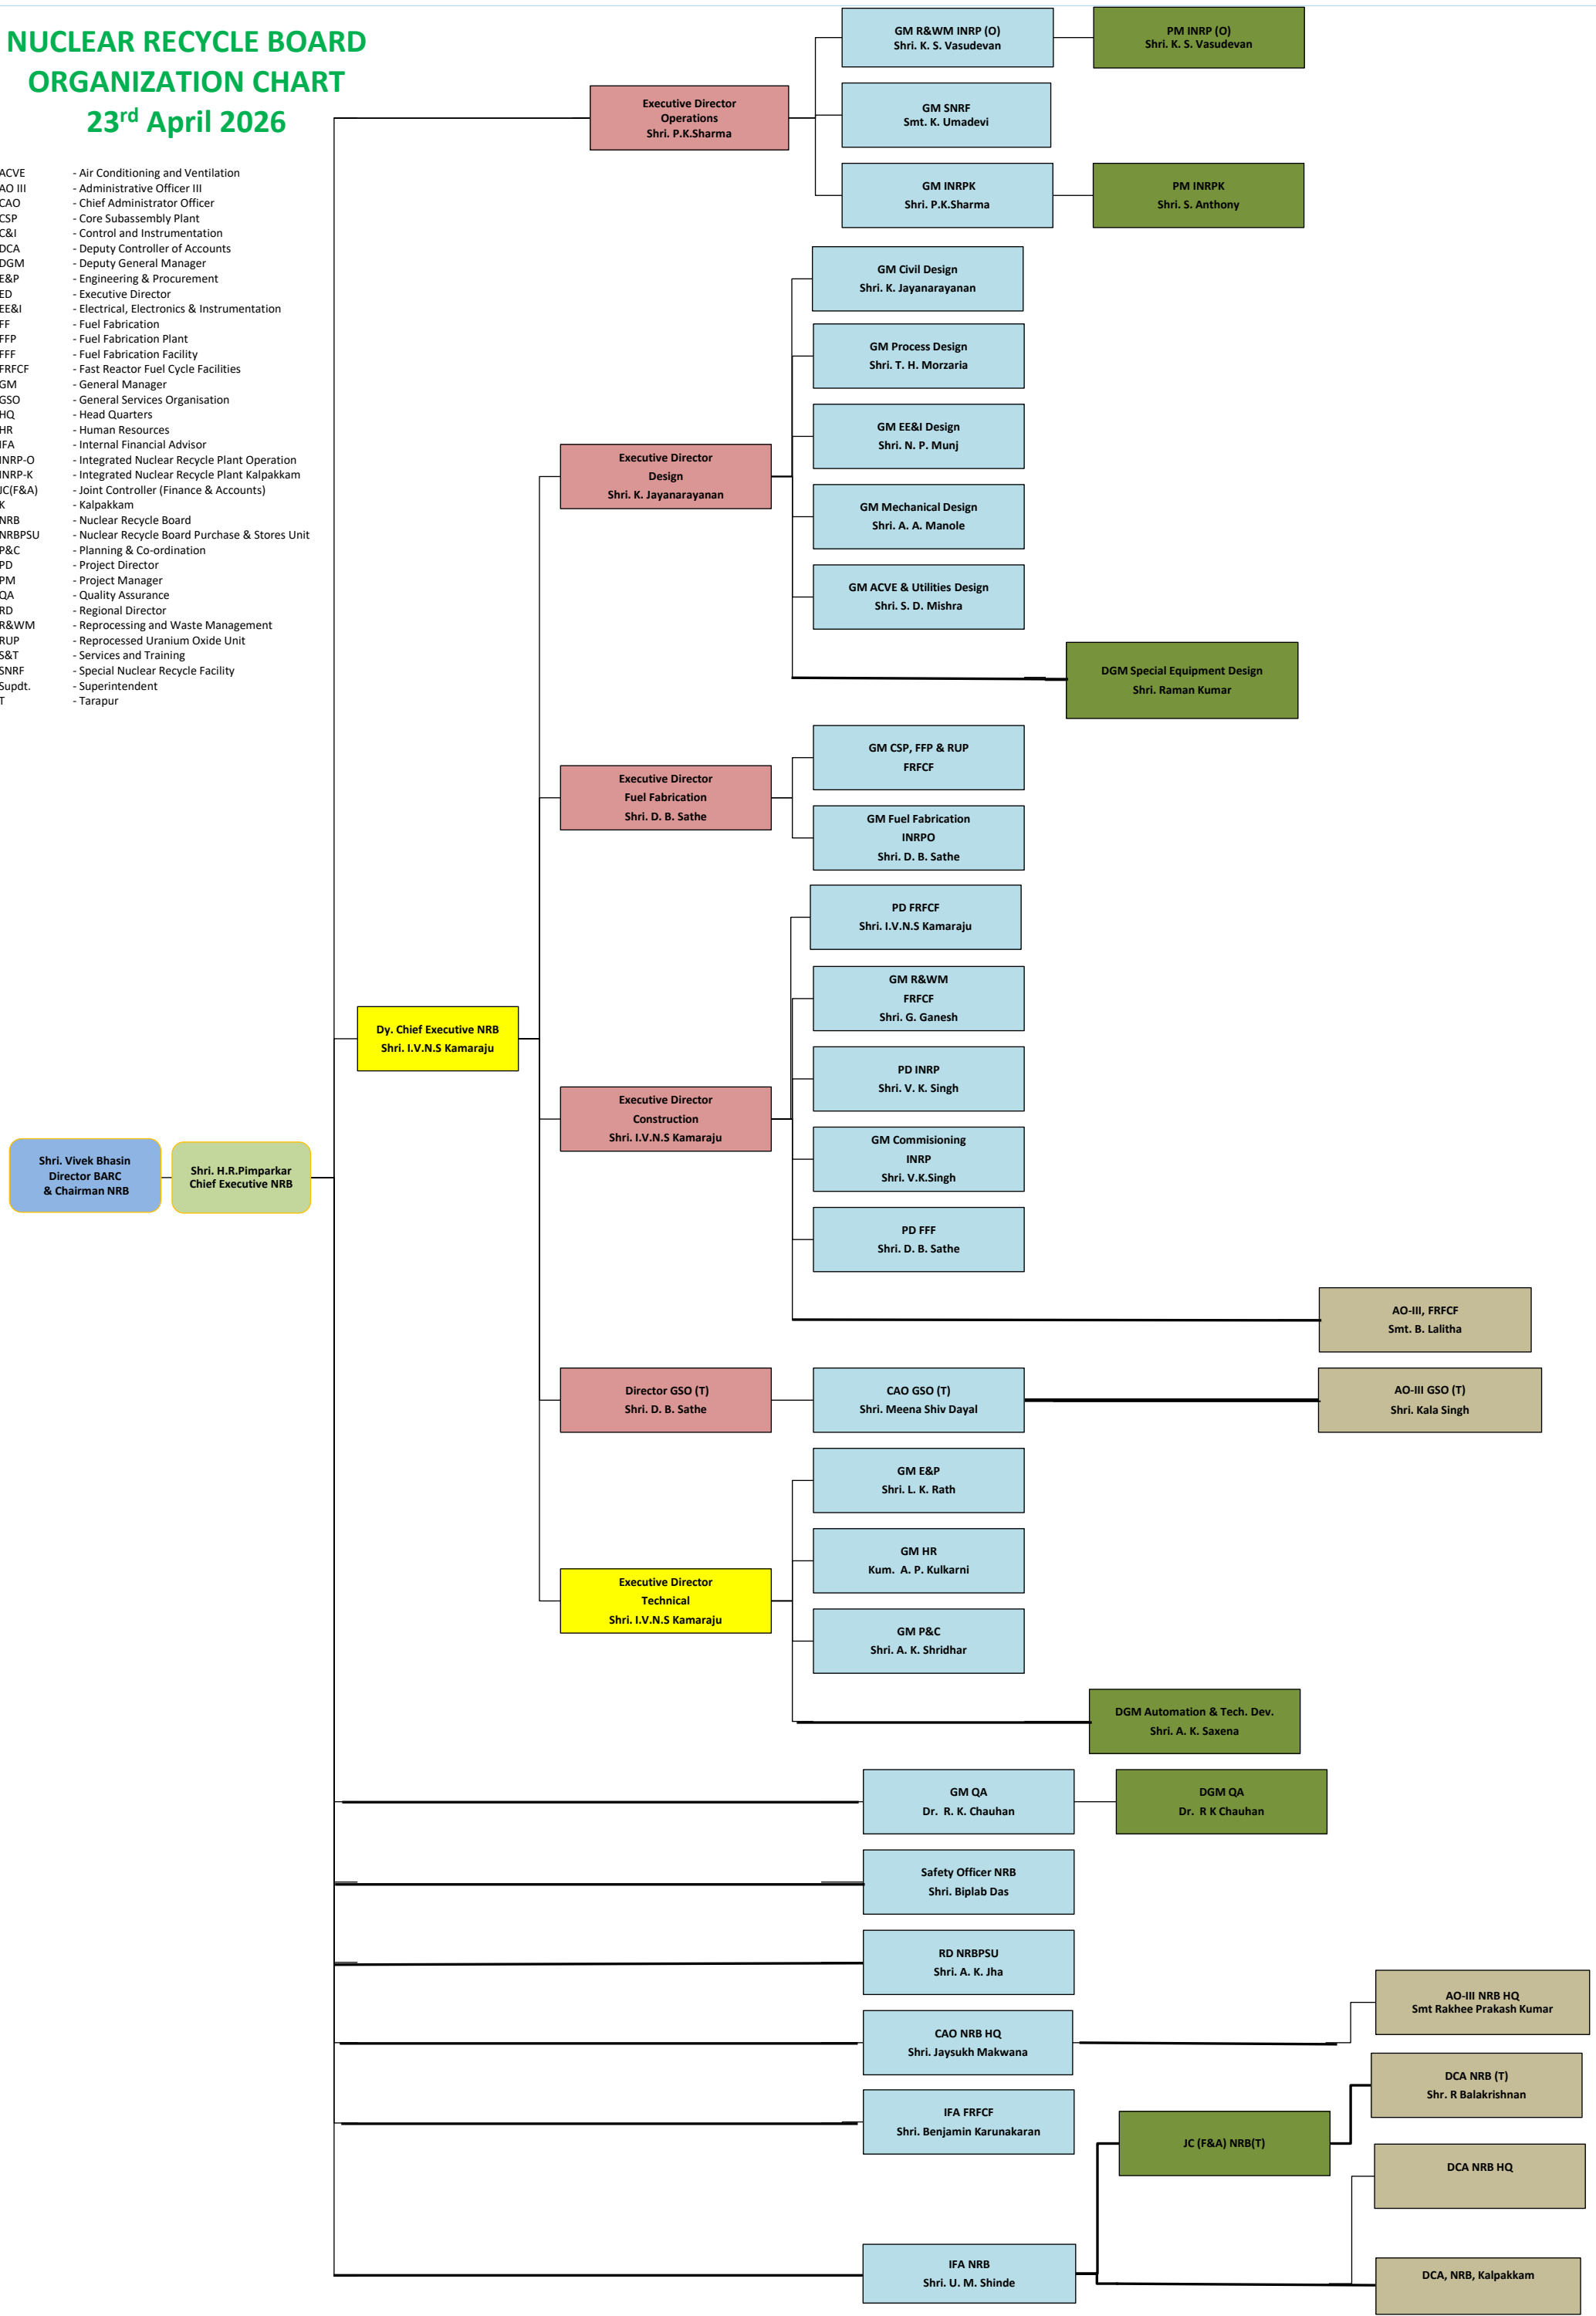 NUCLEAR RECYCLE BOARD
ORGANIZATION CHART
23rd April 2026
ACVE - Air Conditioning and Ventilation
AO III - Administrative Officer III
CAO - Chief Administrator Officer
CSP - Core Subassembly Plant
C&I - Control and Instrumentation
DCA - Deputy Controller of Accounts
DGM - Deputy General Manager
E&P - Engineering & Procurement
ED - Executive Director
EE&I - Electrical, Electronics & Instrumentation
FF - Fuel Fabrication
FFP - Fuel Fabrication Plant
FFF - Fuel Fabrication Facility
FRFCF - Fast Reactor Fuel Cycle Facilities
GM - General Manager
GSO - General Services Organisation
HQ - Head Quarters
HR - Human Resources
IFA - Internal Financial Advisor
INRP-O - Integrated Nuclear Recycle Plant Operation
INRP-K - Integrated Nuclear Recycle Plant Kalpakkam
JC(F&A) - Joint Controller (Finance & Accounts)
K - Kalpakkam
NRB - Nuclear Recycle Board
NRBPSU - Nuclear Recycle Board Purchase & Stores Unit
P&C - Planning & Co-ordination
PD - Project Director
PM - Project Manager
QA - Quality Assurance
RD - Regional Director
R&WM - Reprocessing and Waste Management
RUP - Reprocessed Uranium Oxide Unit
S&T - Services and Training
SNRF - Special Nuclear Recycle Facility
Supdt. - Superintendent
T - Tarapur
Shri. Vivek Bhasin
Director BARC
& Chairman NRB
Shri. H.R.Pimparkar
Chief Executive NRB
Executive Director
Operations
Shri. P.K.Sharma
GM R&WM INRP (O)
Shri. K. S. Vasudevan
PM INRP (O)
Shri. K. S. Vasudevan
GM SNRF
Smt. K. Umadevi
GM INRPK
Shri. P.K.Sharma
PM INRPK
Shri. S. Anthony
Dy. Chief Executive NRB
Shri. I.V.N.S Kamaraju
Executive Director
Design
Shri. K. Jayanarayanan
GM Civil Design
Shri. K. Jayanarayanan
GM Process Design
Shri. T. H. Morzaria
GM EE&I Design
Shri. N. P. Munj
GM Mechanical Design
Shri. A. A. Manole
GM ACVE & Utilities Design
Shri. S. D. Mishra
DGM Special Equipment Design
Shri. Raman Kumar
Executive Director
Fuel Fabrication
Shri. D. B. Sathe
GM CSP, FFP & RUP
FRFCF
GM Fuel Fabrication
INRPO
Shri. D. B. Sathe
Executive Director
Construction
Shri. I.V.N.S Kamaraju
PD FRFCF
Shri. I.V.N.S Kamaraju
GM R&WM
FRFCF
Shri. G. Ganesh
PD INRP
Shri. V. K. Singh
GM Commisioning
INRP
Shri. V.K.Singh
PD FFF
Shri. D. B. Sathe
AO-III, FRFCF
Smt. B. Lalitha
Director GSO (T)
Shri. D. B. Sathe
CAO GSO (T)
Shri. Meena Shiv Dayal
AO-III GSO (T)
Shri. Kala Singh
Executive Director
Technical
Shri. I.V.N.S Kamaraju
GM E&P
Shri. L. K. Rath
GM HR
Kum. A. P. Kulkarni
GM P&C
Shri. A. K. Shridhar
DGM Automation & Tech. Dev.
Shri. A. K. Saxena
GM QA
Dr. R. K. Chauhan
DGM QA
Dr. R K Chauhan
Safety Officer NRB
Shri. Biplab Das
RD NRBPSU
Shri. A. K. Jha
CAO NRB HQ
Shri. Jaysukh Makwana
AO-III NRB HQ
Smt Rakhee Prakash Kumar
IFA FRFCF
Shri. Benjamin Karunakaran
IFA NRB
Shri. U. M. Shinde
JC (F&A) NRB(T)
DCA NRB (T)
Shr. R Balakrishnan
DCA NRB HQ
DCA, NRB, Kalpakkam